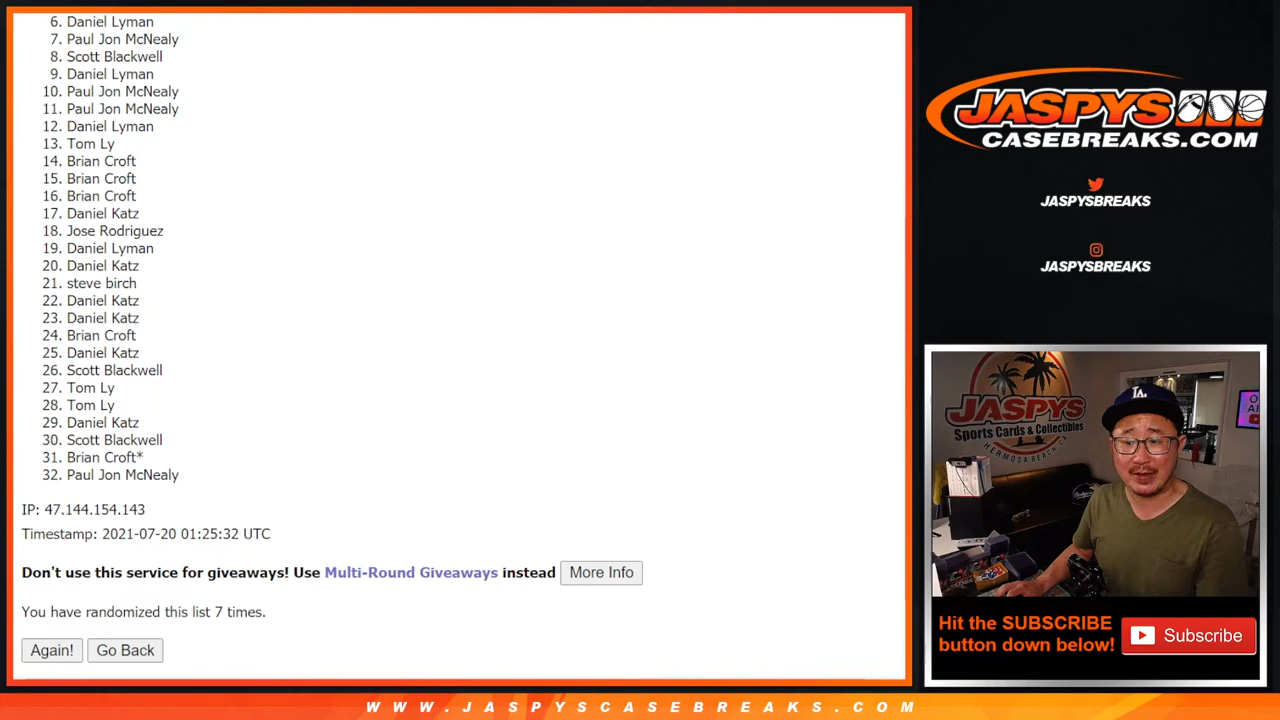 6. Daniel Lyman
7. Paul Jon McNealy
8. Scott Blackwell
9. Daniel Lyman
10. Paul Jon McNealy
11. Paul Jon McNealy
12. Daniel Lyman
13. Tom Ly
14. Brian Croft
15. Brian Croft
16. Brian Croft
17. Daniel Katz
18. Jose Rodriguez
19. Daniel Lyman
20. Daniel Katz
21. steve birch
22. Daniel Katz
23. Daniel Katz
24. Brian Croft
25. Daniel Katz
26. Scott Blackwell
27. Tom Ly
28. Tom Ly
29. Daniel Katz
30. Scott Blackwell
31. Brian Croft*
32. Paul Jon McNealy
IP: 47.144.154.143
Timestamp: 2021-07-20 01:25:32 UTC
Don't use this service for giveaways! Use Multi-Round Giveaways instead More Info
You have randomized this list 7 times.
Again! Go Back
JASPYS
CASEBREAKS.COM
JASPYSBREAKS
JASPYSBREAKS
JASPYS
Sports Cards & Collectibles
HERMOSA BEACH, CA
LA
Hit the SUBSCRIBE
button down below!
Subscribe
WWW.JASPYSCASEBREAKS.COM